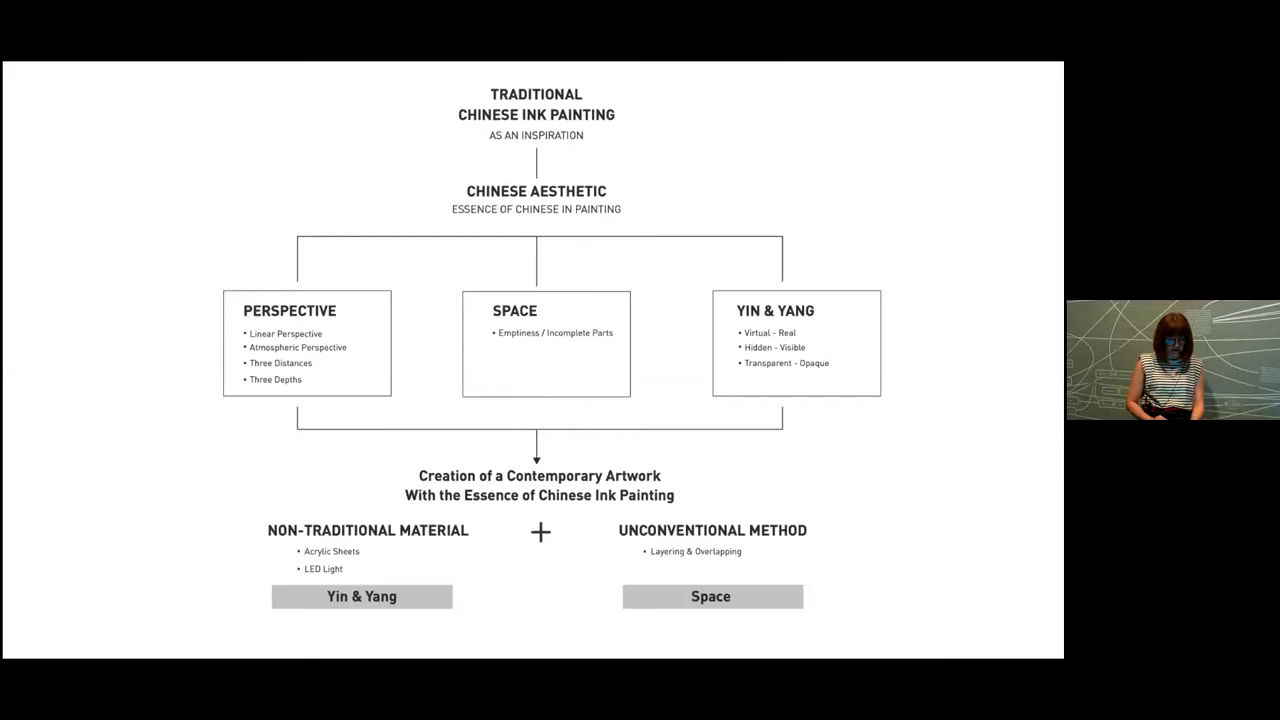 TRADITIONAL
CHINESE INK PAINTING
AS AN INSPIRATION
CHINESE AESTHETIC
ESSENCE OF CHINESE IN PAINTING
PERSPECTIVE
• Linear Perspective
• Atmospheric Perspective
• Three Distances
• Three Depths
SPACE
• Emptiness / Incomplete Parts
YIN & YANG
• Virtual - Real
• Hidden - Visible
• Transparent - Opaque
Creation of a Contemporary Artwork
With the Essence of Chinese Ink Painting
NON-TRADITIONAL MATERIAL
• Acrylic Sheets
• LED Light
Yin & Yang
+
UNCONVENTIONAL METHOD
• Layering & Overlapping
Space